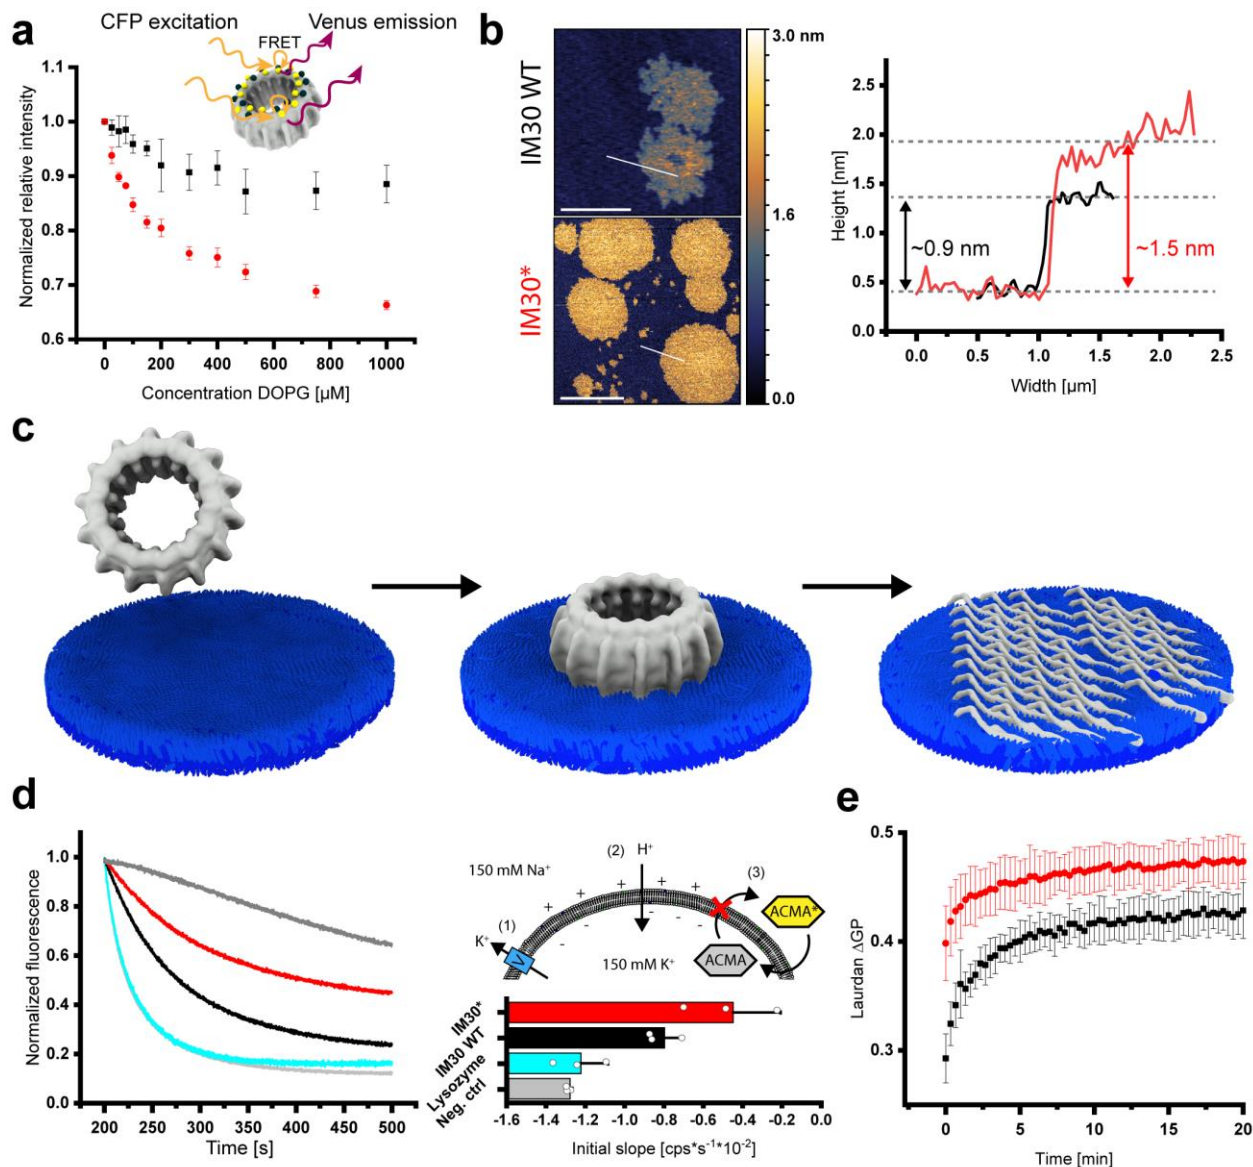 a
CFP excitation
Venus emission
FRET
Normalized relative intensity
1.1
1.0
0.9
0.8
0.7
0.6
0
200
400
600
800
1000
Concentration DOPG [µM]
b
IM30 WT
IM30*
3.0 nm
1.6
0.0
Height [nm]
2.5
2.0
1.5
1.0
0.5
0.0
~0.9 nm
~1.5 nm
0.0
0.5
1.0
1.5
2.0
2.5
Width [µm]
c
d
Normalized fluorescence
1.0
0.8
0.6
0.4
0.2
0.0
200
250
300
350
400
450
500
Time [s]
150 mM Na⁺
(2)
H⁺
(3)
(1)
K⁺
V
+ + + + + +
- - - - -
150 mM K⁺
ACMA*
ACMA
IM30*
IM30 WT
Lysozyme
Neg. ctrl
-1.6
-1.4
-1.2
-1.0
-0.8
-0.6
-0.4
-0.2
0.0
Initial slope [cps*s⁻¹*10⁻²]
e
Laurdan ΔGP
0.5
0.4
0.3
0
5
10
15
20
Time [min]